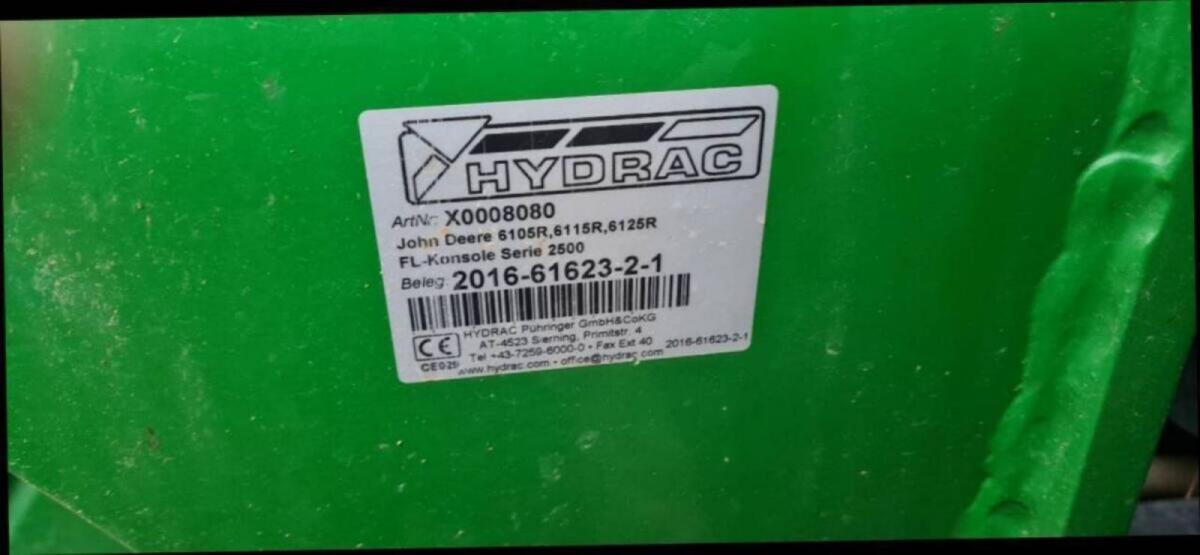 HYDRAC
ArtNr: X0008080
John Deere 6105R,6115R,6125R
FL-Konsole Serie 2500
Beleg: 2016-61623-2-1
HYDRAC Pühringer GmbH&CoKG
AT-4523 Sierning, Primitstr. 4
Tel +43-7259-6000-0 • Fax Ext 40 2016-61623-2-1
www.hydrac.com • office@hydrac.com
CE